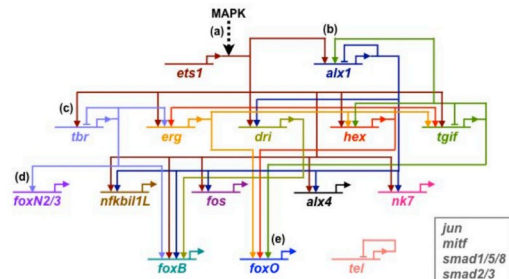 MAPK
(a) (b)
ets1 alx1
(c)
tbr erg dri hex tgif
(d)
foxN2/3 nfkbil1L fos alx4 nk7
(e)
foxB foxO tel
jun
mitf
smad1/5/8
smad2/3